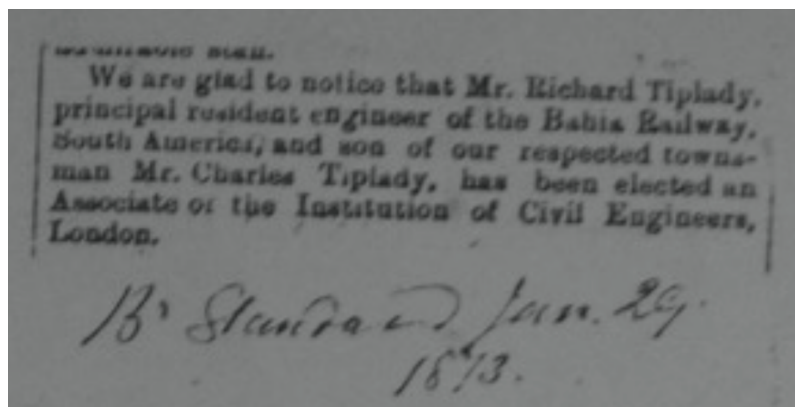 We are glad to notice that Mr. Richard Tiplady,
principal resident engineer of the Bahia Railway,
South America, and son of our respected towns-
man Mr. Charles Tiplady, has been elected an
Associate of the Institution of Civil Engineers,
London.
Bn Standard Jan. 29.
1873.